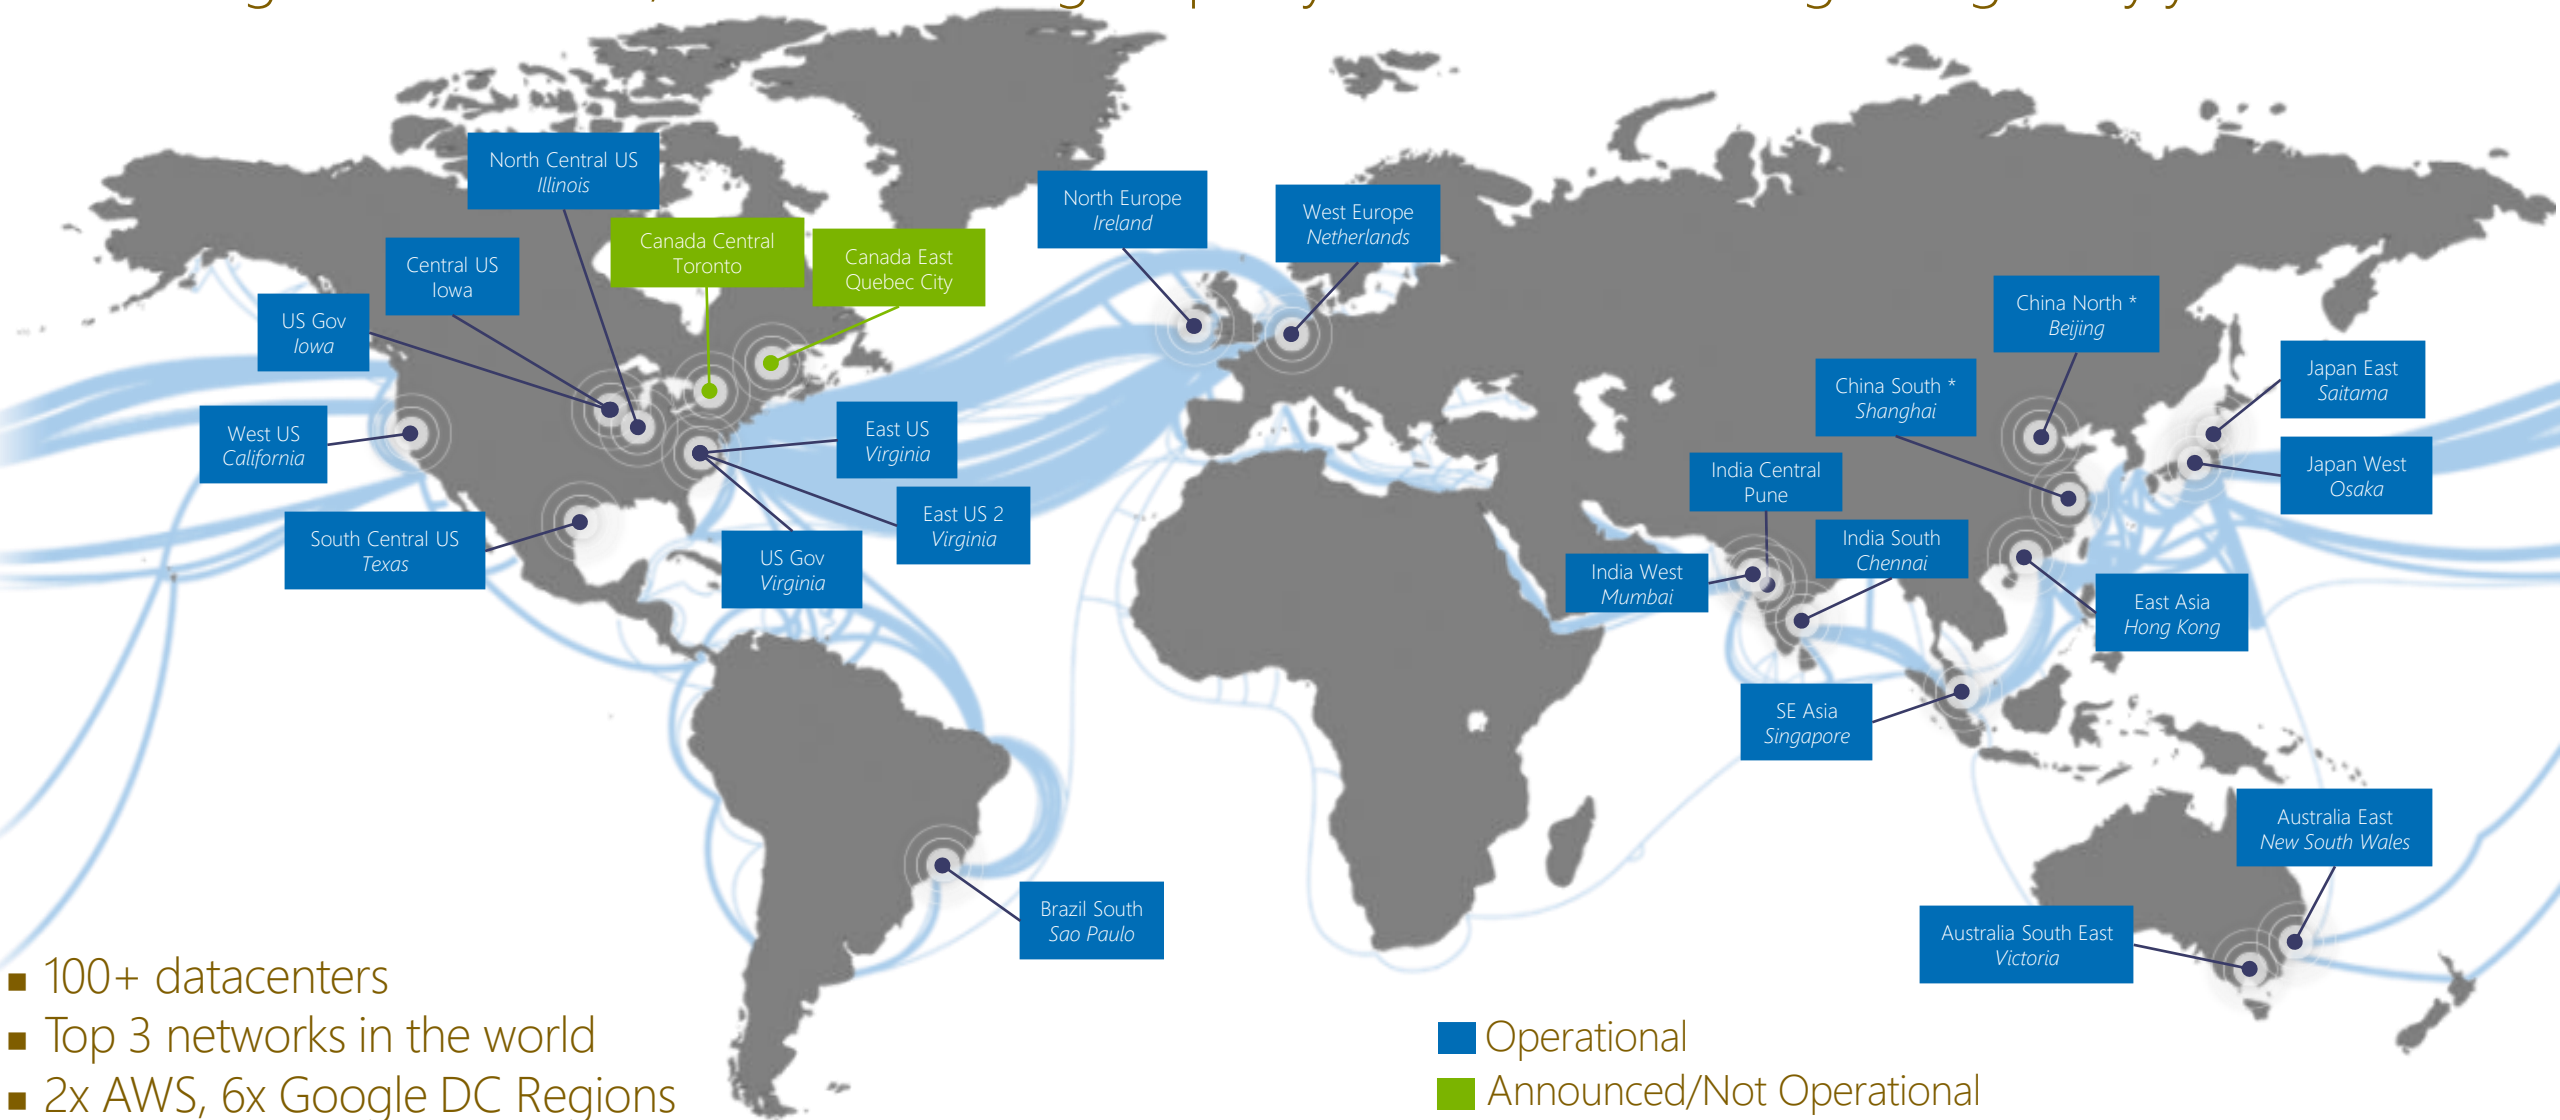 North Central US
Illinois
Canada Central
Toronto
Canada East
Quebec City
Central US
Iowa
US Gov
Iowa
West US
California
South Central US
Texas
East US
Virginia
East US 2
Virginia
US Gov
Virginia
North Europe
Ireland
West Europe
Netherlands
China North *
Beijing
China South *
Shanghai
Japan East
Saitama
Japan West
Osaka
India Central
Pune
India South
Chennai
India West
Mumbai
East Asia
Hong Kong
SE Asia
Singapore
Australia East
New South Wales
Australia South East
Victoria
Brazil South
Sao Paulo
100+ datacenters
Top 3 networks in the world
2x AWS, 6x Google DC Regions
Operational
Announced/Not Operational